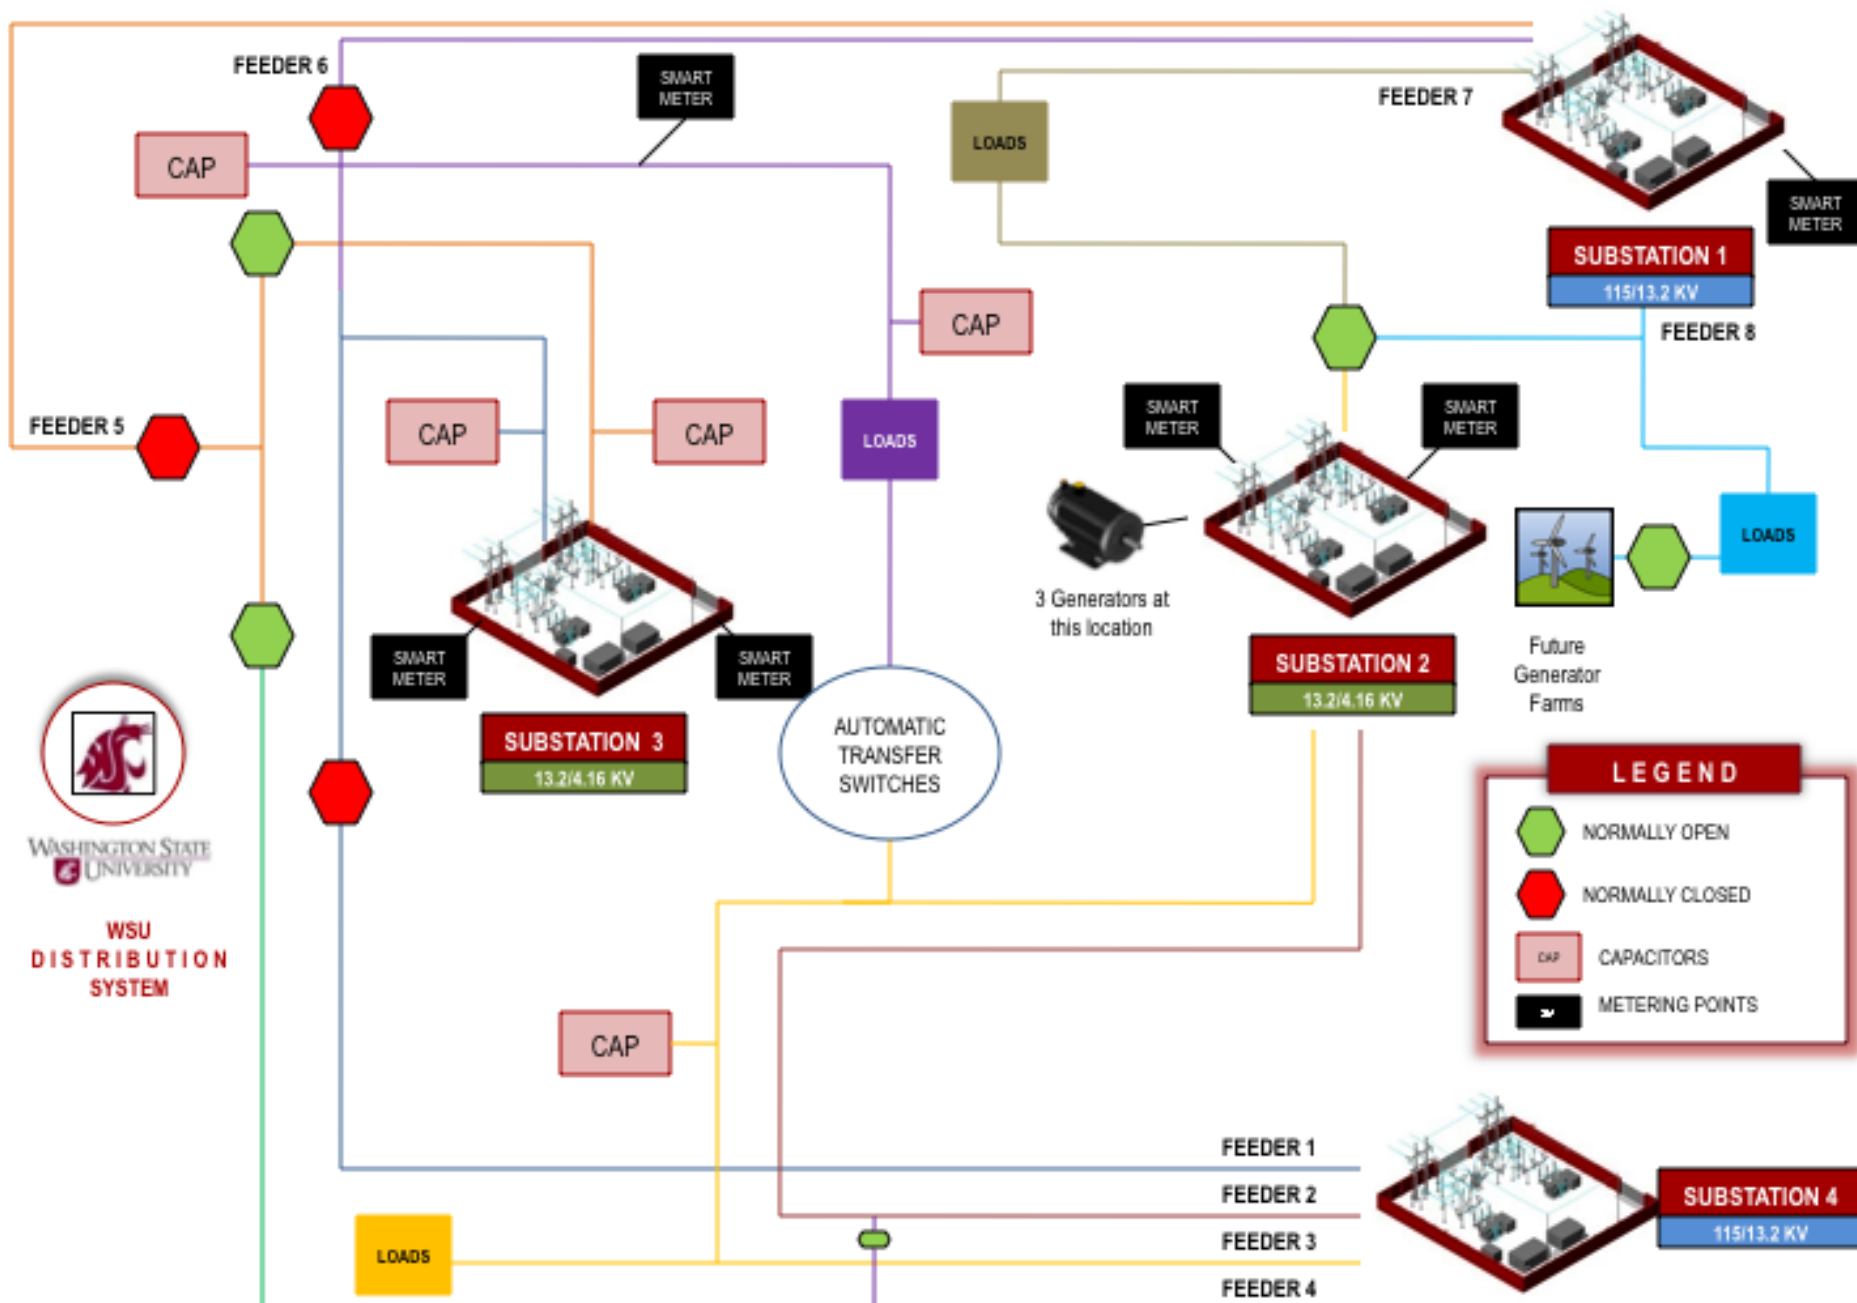 FEEDER 6
SMART
METER
FEEDER 7
LOADS
CAP
SMART
METER
SUBSTATION 1
115/13.2 KV
FEEDER 8
CAP
FEEDER 5
CAP
CAP
LOADS
SMART
METER
SMART
METER
LOADS
3 Generators at
this location
Future
Generator
Farms
SMART
METER
SMART
METER
SUBSTATION 2
13.2/4.16 KV
SUBSTATION 3
13.2/4.16 KV
AUTOMATIC
TRANSFER
SWITCHES
WASHINGTON STATE
UNIVERSITY
WSU
DISTRIBUTION
SYSTEM
LEGEND
NORMALLY OPEN
NORMALLY CLOSED
CAP
CAPACITORS
METERING POINTS
CAP
FEEDER 1
FEEDER 2
FEEDER 3
FEEDER 4
SUBSTATION 4
115/13.2 KV
LOADS